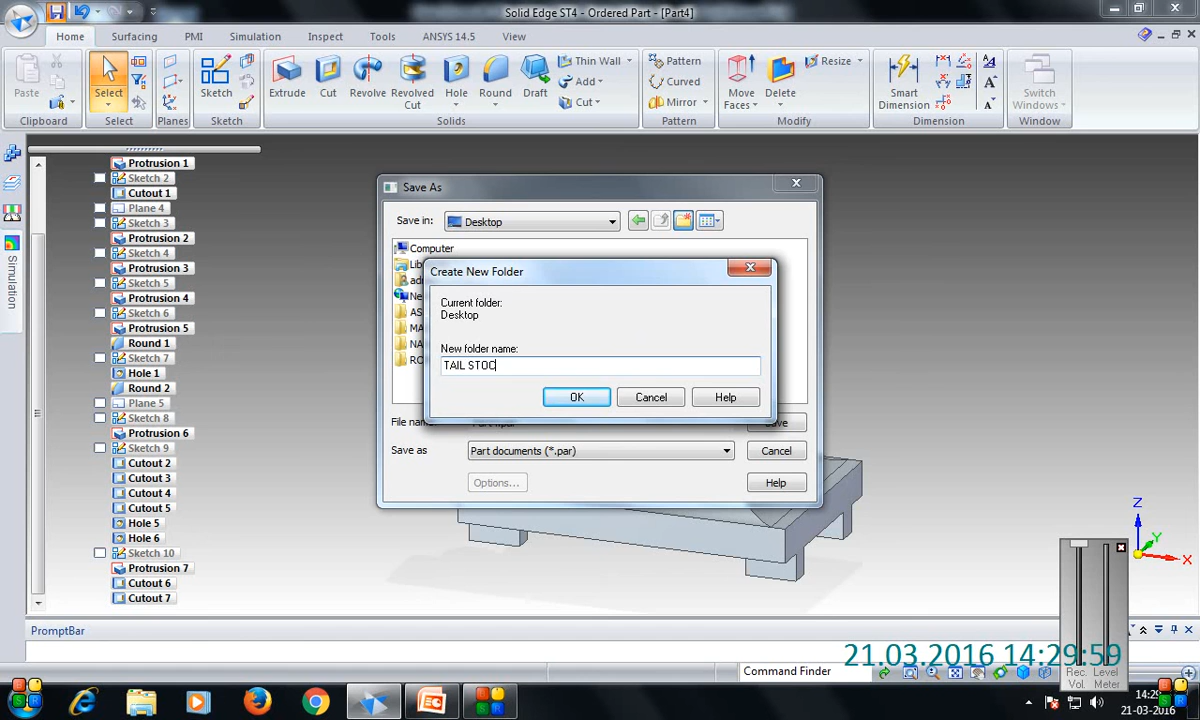 Solid Edge ST4 - Ordered Part - [Part4]
Home Surfacing PMI Simulation Inspect Tools ANSYS 14.5 View
Paste
Clipboard
Select
Select
Planes
Sketch
Sketch
Extrude Cut Revolve Revolved Cut Hole Round Draft
Thin Wall
Add
Cut
Solids
Pattern
Curved
Mirror
Pattern
Move Faces Delete
Resize
Modify
Smart Dimension
Dimension
Switch Windows
Window
Simulation
Protrusion 1
Sketch 2
Cutout 1
Plane 4
Sketch 3
Protrusion 2
Sketch 4
Protrusion 3
Sketch 5
Protrusion 4
Sketch 6
Protrusion 5
Round 1
Sketch 7
Hole 1
Round 2
Plane 5
Sketch 8
Protrusion 6
Sketch 9
Cutout 2
Cutout 3
Cutout 4
Cutout 5
Hole 5
Hole 6
Sketch 10
Protrusion 7
Cutout 6
Cutout 7
Save As
Save in: Desktop
Computer
Create New Folder
Current folder:
Desktop
New folder name:
TAIL STOC
OK Cancel Help
Save as Part documents (*.par) Cancel
Options... Help
Z
Y
X
PromptBar
21.03.2016 14:29:59
Rec. Vol. Level Meter
Command Finder
21-03-2016